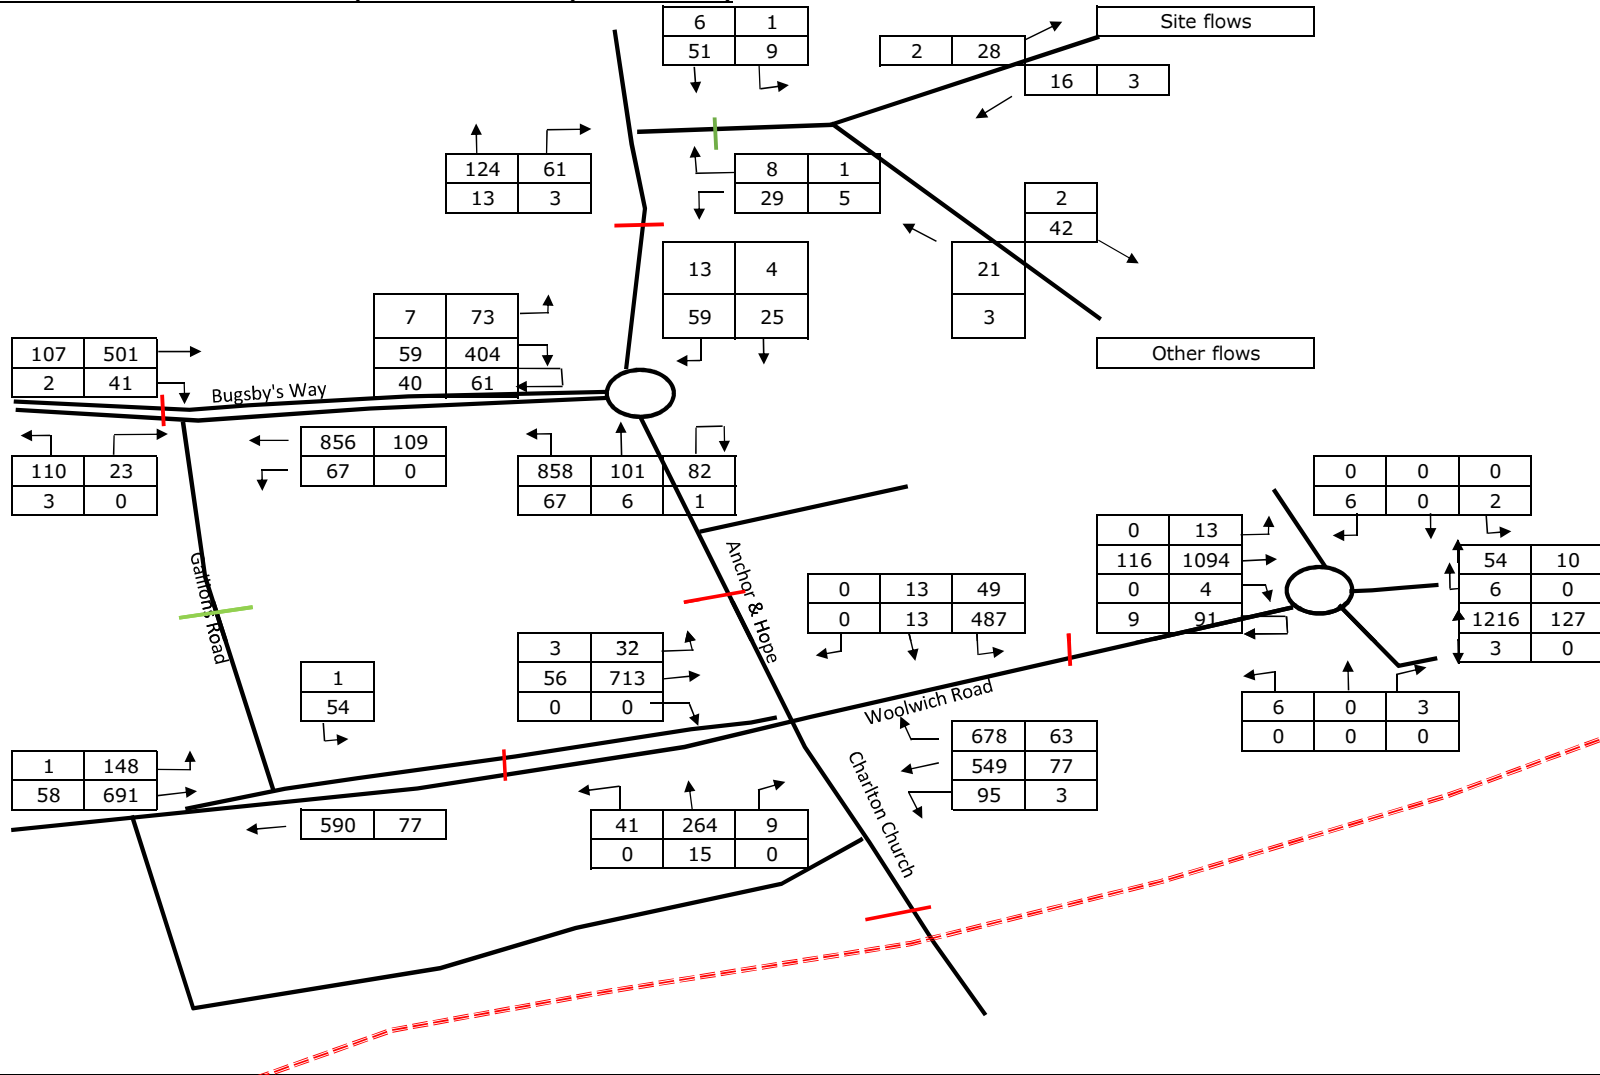 6 1
51 9
Site flows
2 28
16 3
124 61
13 3
8 1
29 5
2
42
21
3
13 4
59 25
Other flows
7 73
59 404
40 61
107 501
2 41
Bugsby's Way
856 109
67 0
110 23
3 0
858 101 82
67 6 1
0 0 0
6 0 2
0 13
116 1094
0 4
9 91
54 10
6 0
1216 127
3 0
Gallions Road
Anchor & Hope
0 13 49
0 13 487
3 32
56 713
0 0
1
54
Woolwich Road
6 0 3
0 0 0
678 63
549 77
95 3
1 148
58 691
590 77
41 264 9
0 15 0
Charlton Church